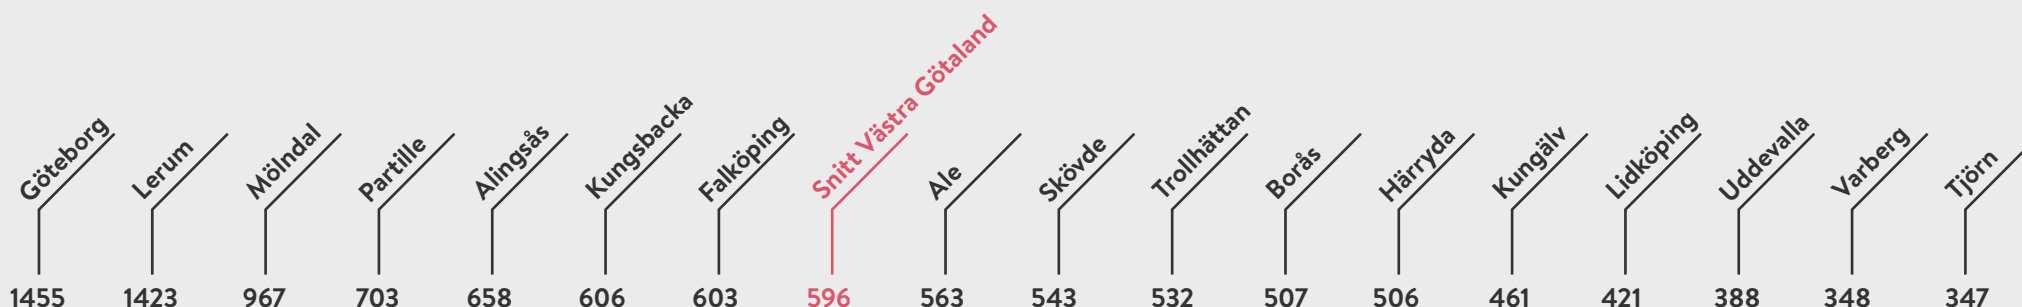 Göteborg
Lerum
Mölndal
Partille
Alingsås
Kungsbacka
Falköping
Snitt Västra Götaland
Ale
Skövde
Trollhättan
Borås
Härryda
Kungälv
Lidköping
Uddevalla
Varberg
Tjörn
1455 1423 967 703 658 606 603 596 563 543 532 507 506 461 421 388 348 347